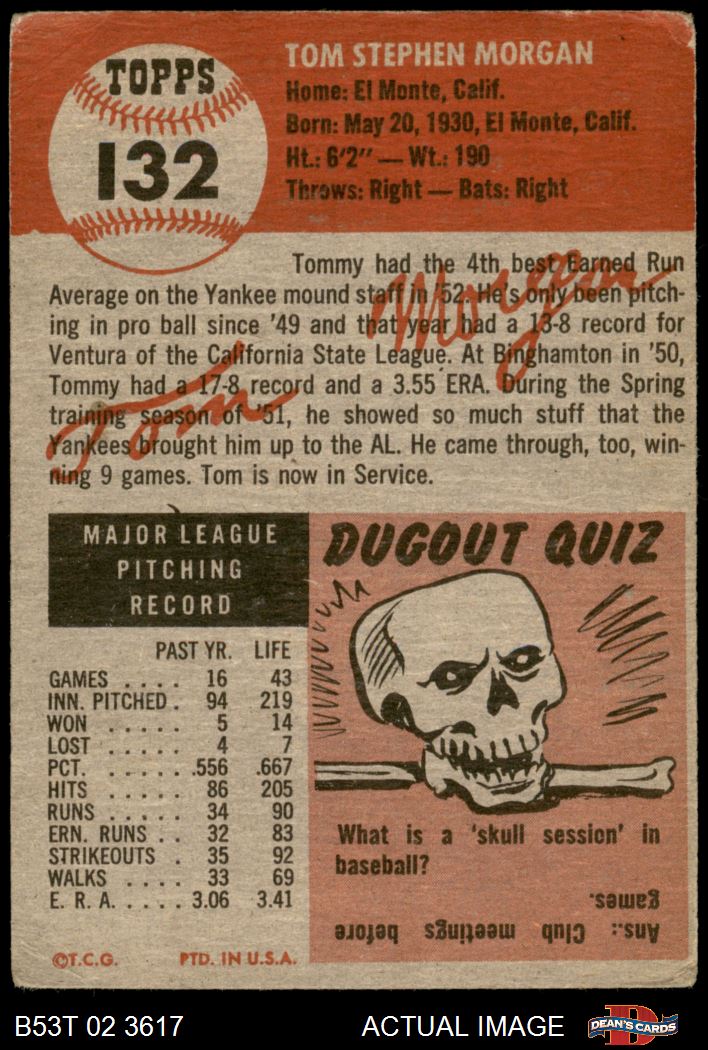 TOPPS
132
TOM STEPHEN MORGAN
Home: El Monte, Calif.
Born: May 20, 1930, El Monte, Calif.
Ht.: 6'2" — Wt.: 190
Throws: Right — Bats: Right
Tommy had the 4th best Earned Run
Average on the Yankee mound staff in '52. He's only been pitch-
ing in pro ball since '49 and that year had a 13-8 record for
Ventura of the California State League. At Binghamton in '50,
Tommy had a 17-8 record and a 3.55 ERA. During the Spring
training season of '51, he showed so much stuff that the
Yankees brought him up to the AL. He came through, too, win-
ning 9 games. Tom is now in Service.
Tom Morgan
MAJOR LEAGUE
PITCHING
RECORD
PAST YR. LIFE
GAMES . . . . 16 43
INN. PITCHED . 94 219
WON . . . . . 5 14
LOST . . . . . 4 7
PCT. . . . . . .556 .667
HITS . . . . . 86 205
RUNS . . . . . 34 90
ERN. RUNS . . 32 83
STRIKEOUTS . 35 92
WALKS . . . . 33 69
E. R. A. . . . . 3.06 3.41
©T.C.G. PTD. IN U.S.A.
DUGOUT QUIZ
What is a 'skull session' in
baseball?
Ans.: Club meetings before
games.
B53T 02 3617 ACTUAL IMAGE
D
DEAN'S CARDS